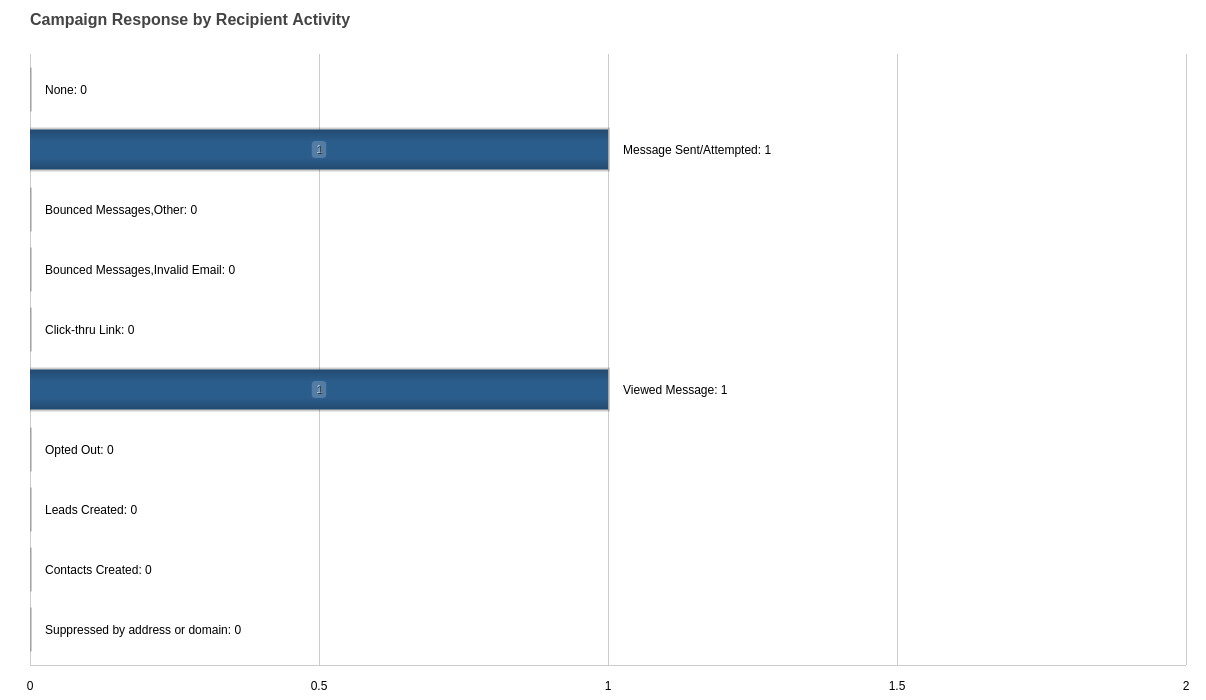 Campaign Response by Recipient Activity
None: 0
1
Message Sent/Attempted: 1
Bounced Messages,Other: 0
Bounced Messages,Invalid Email: 0
Click-thru Link: 0
1
Viewed Message: 1
Opted Out: 0
Leads Created: 0
Contacts Created: 0
Suppressed by address or domain: 0
0 0.5 1 1.5 2